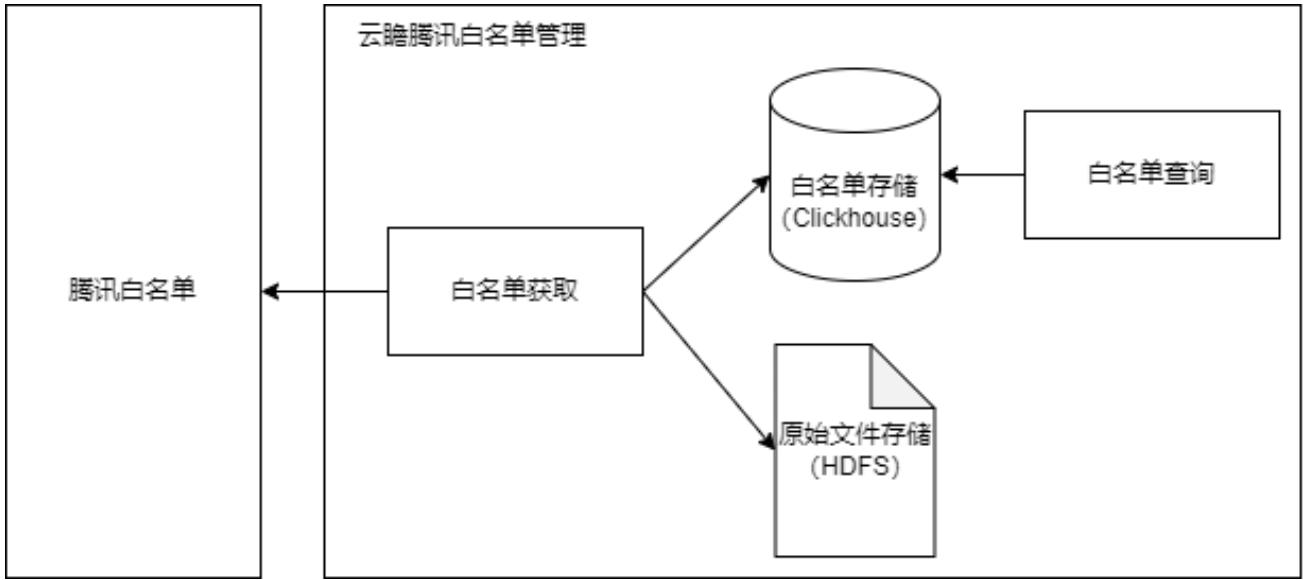 云瞻腾讯白名单管理
白名单存储
(Clickhouse)
白名单查询
腾讯白名单
白名单获取
原始文件存储
(HDFS)